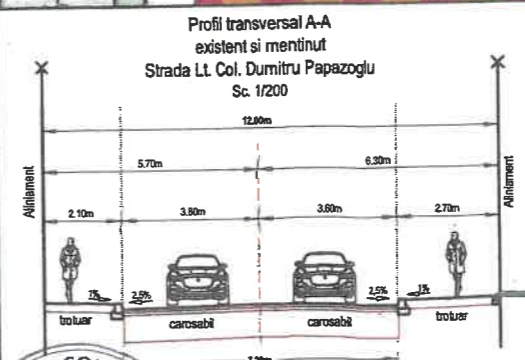 Profil transversal A-A
existent si mentinut
Strada Lt. Col. Dumitru Papazoglu
Sc. 1/200
12.00m
5.70m 6.30m
Aliniament Aliniament
2.10m 3.60m 3.60m 2.70m
1% 2.5% 2.5% 1%
trotuar carosabil carosabil trotuar